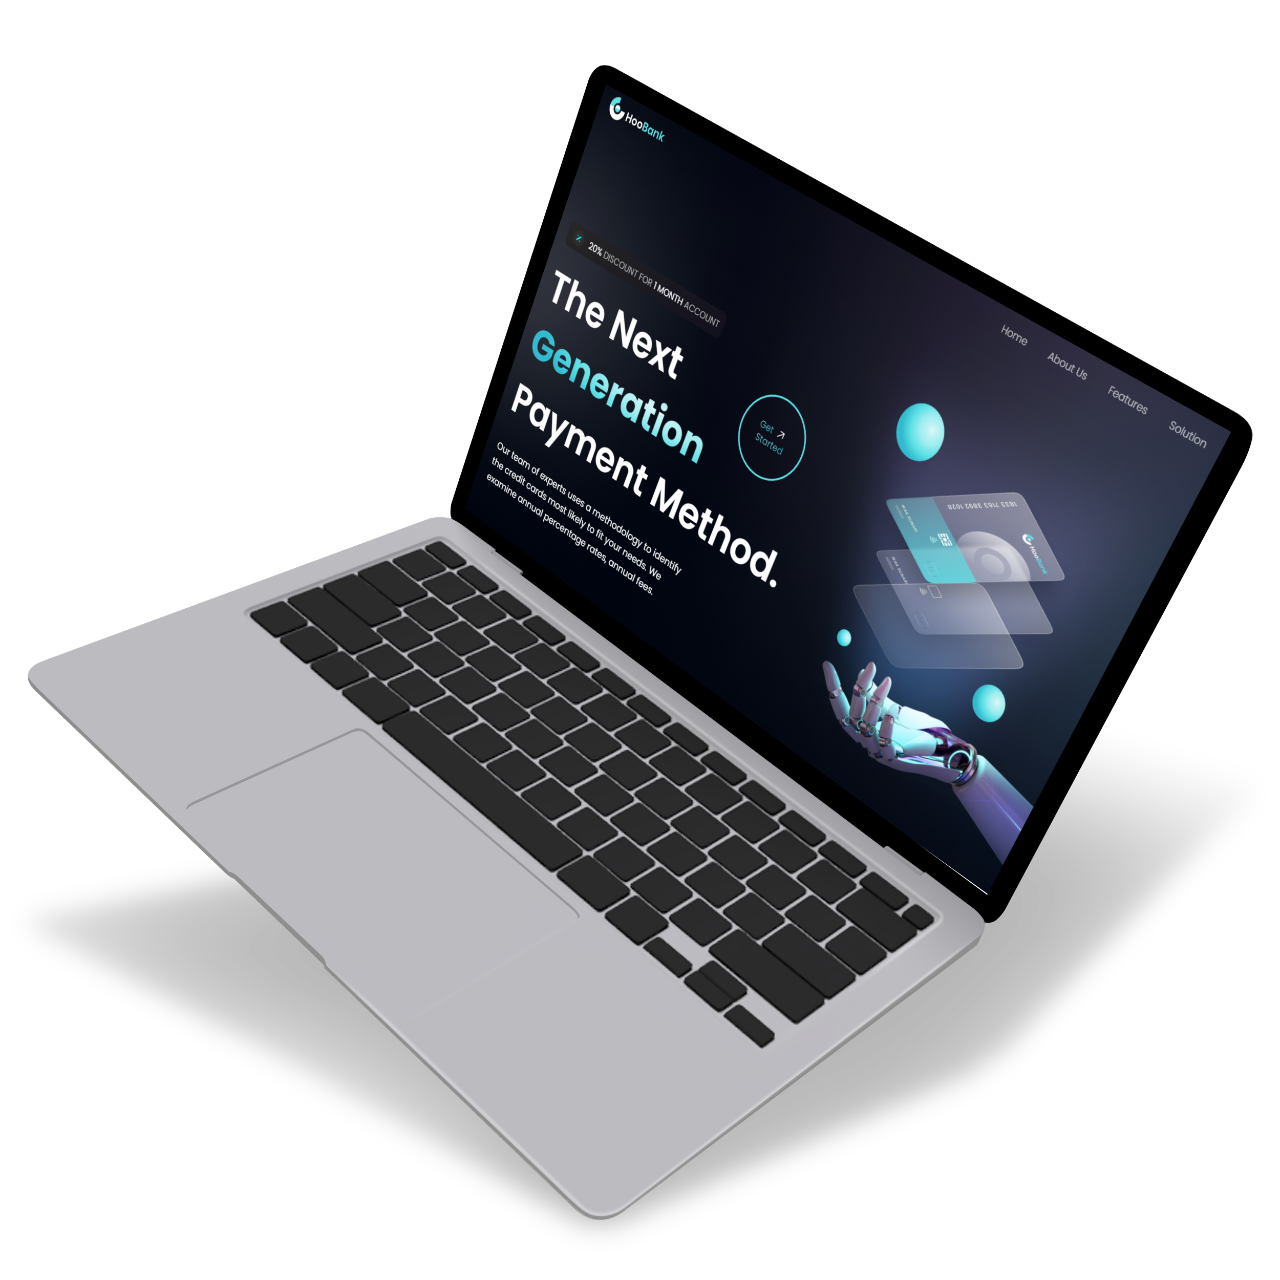 HooBank
Home
About Us
Features
Solution
20% DISCOUNT FOR 1 MONTH ACCOUNT
The Next
Generation
Payment Method.
Get
Started
Our team of experts uses a methodology to identify
the credit cards most likely to fit your needs. We
examine annual percentage rates, annual fees.
HooBank